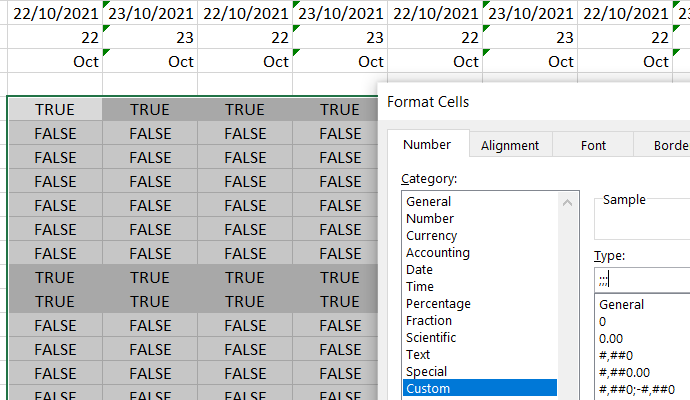 22/10/2021 23/10/2021 22/10/2021 23/10/2021 22/10/2021 23/10/2021 22/10/2021
22 23 22 23 22 23 22
Oct Oct Oct Oct Oct Oct Oct
TRUE TRUE TRUE TRUE
FALSE FALSE FALSE FALSE
FALSE FALSE FALSE FALSE
FALSE FALSE FALSE FALSE
FALSE FALSE FALSE FALSE
FALSE FALSE FALSE FALSE
FALSE FALSE FALSE FALSE
TRUE TRUE TRUE TRUE
TRUE TRUE TRUE TRUE
FALSE FALSE FALSE FALSE
FALSE FALSE FALSE FALSE
FALSE FALSE FALSE FALSE
FALSE FALSE FALSE FALSE
Format Cells
Number Alignment Font Borde
Category:
General
Number
Currency
Accounting
Date
Time
Percentage
Fraction
Scientific
Text
Special
Custom
Sample
Type:
;;;
General
0
0.00
#,##0
#,##0.00
#,##0;-#,##0